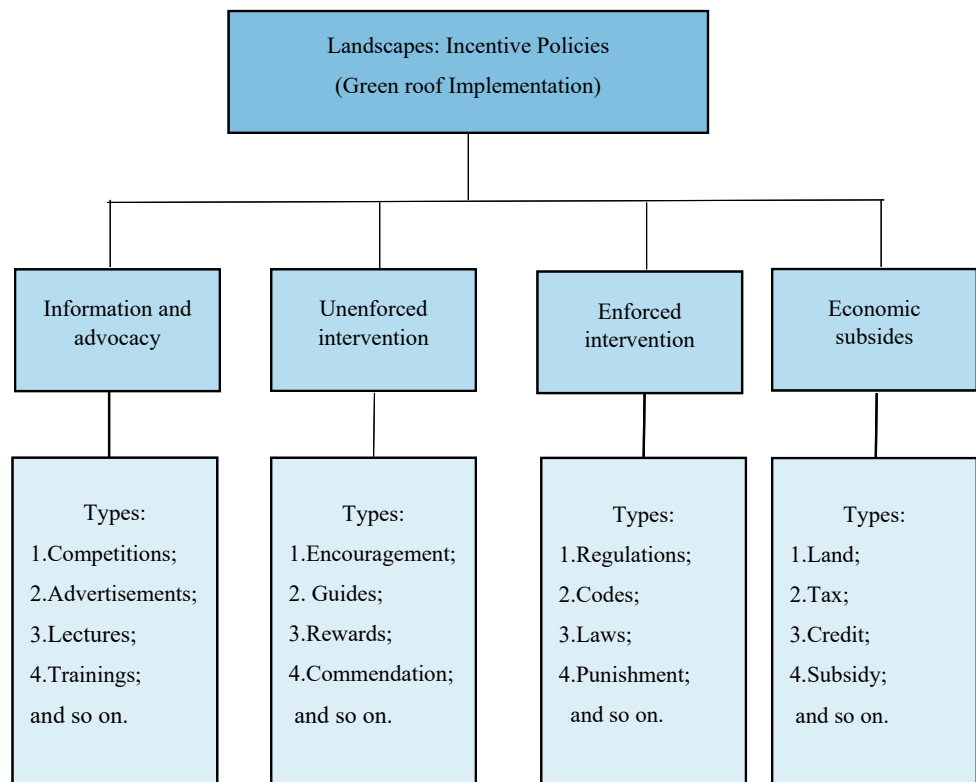 Landscapes: Incentive Policies
(Green roof Implementation)
Information and
advocacy
Unenforced
intervention
Enforced
intervention
Economic
subsides
Types:
1.Competitions;
2.Advertisements;
3.Lectures;
4.Trainings;
and so on.
Types:
1.Encouragement;
2. Guides;
3.Rewards;
4.Commendation;
and so on.
Types:
1.Regulations;
2.Codes;
3.Laws;
4.Punishment;
and so on.
Types:
1.Land;
2.Tax;
3.Credit;
4.Subsidy;
and so on.